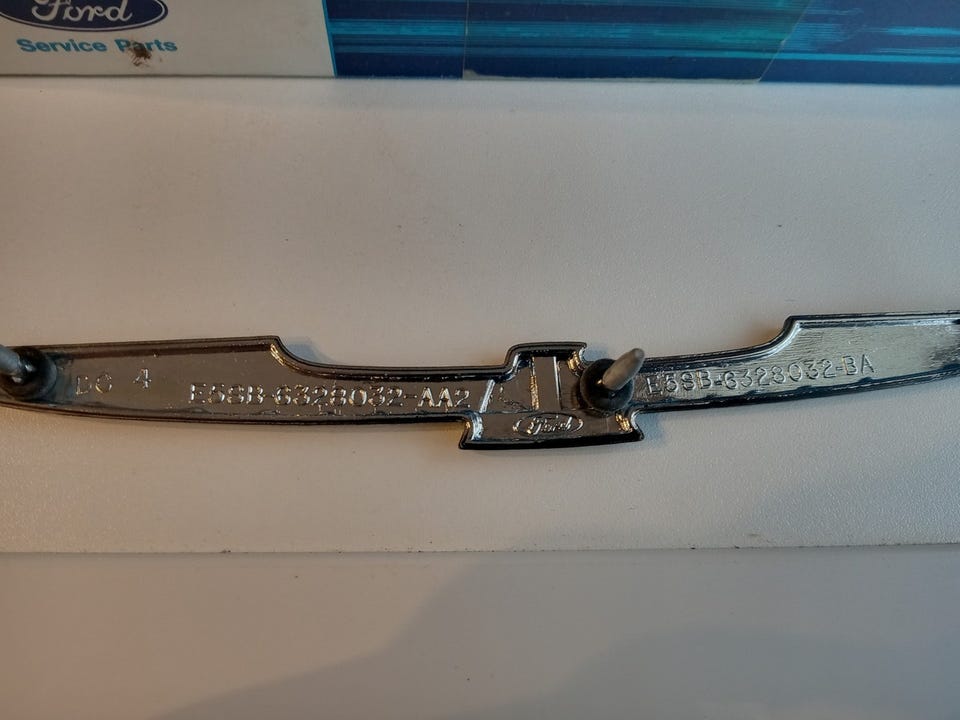 Ford
Service Parts
DC 4
E5SB-6328032-AA2
Ford
E5SB-6328032-BA